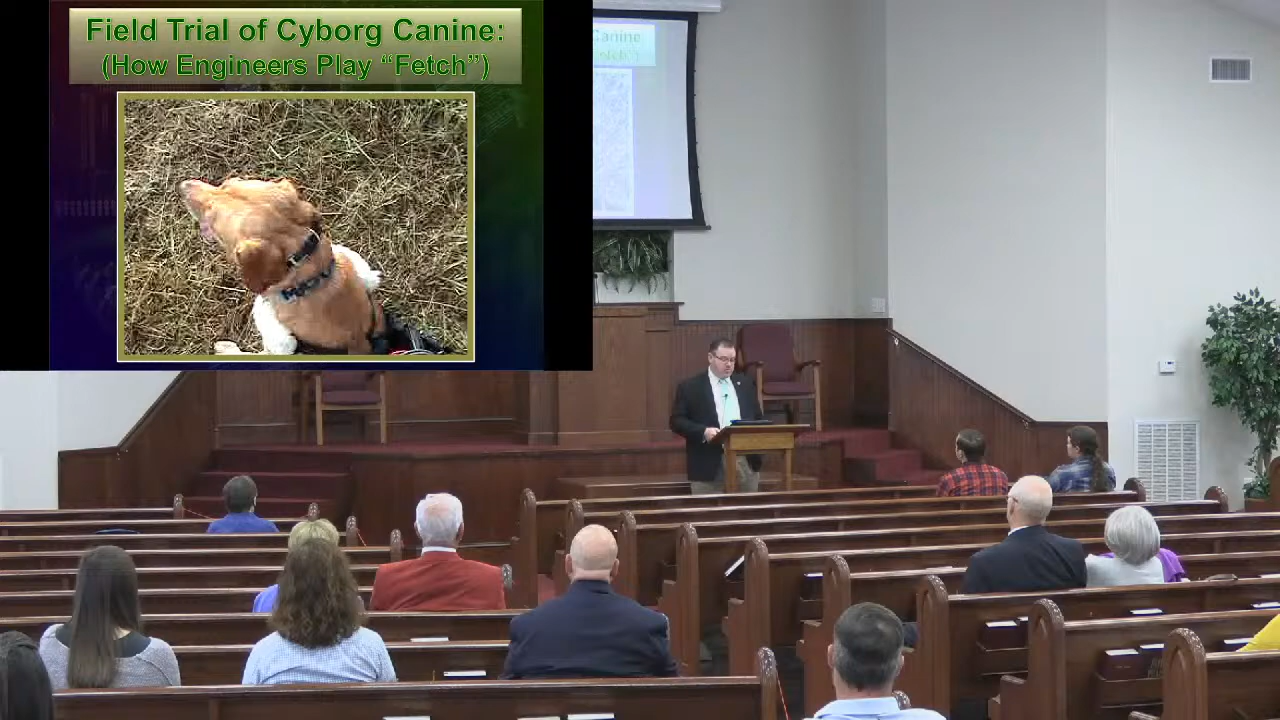 Field Trial of Cyborg Canine:
(How Engineers Play “Fetch”)
Canine